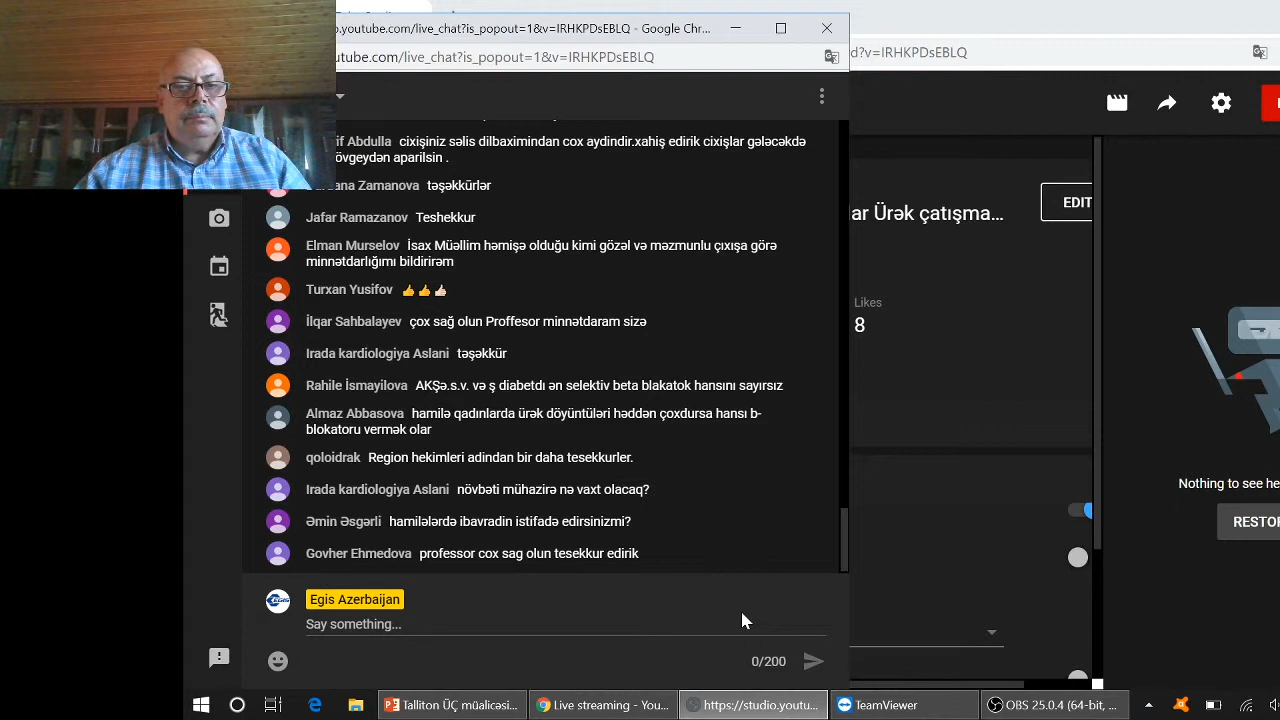 o.youtube.com/live_chat?is_popout=1&v=IRHKPDsEBLQ - Google Chr...
utube.com/live_chat?is_popout=1&v=IRHKPDsEBLQ
d?v=IRHKPDsEBLQ
if Abdulla cixişiniz səlis dilbaximindan cox aydindir.xahiş edirik cixişlar gələcəkdə
övgeydən aparilsin .
ana Zamanova təşəkkürlər
Jafar Ramazanov Teshekkur
Elman Murselov İsax Müəllim həmişə olduğu kimi gözəl və məzmunlu çıxişa görə
minnətdarlığımı bildirirəm
Turxan Yusifov 👍👍👍🏻
İlqar Sahbalayev çox sağ olun Proffesor minnətdaram sizə
Irada kardiologiya Aslani təşəkkür
Rahile İsmayilova AKŞə.s.v. və ş diabetdı ən selektiv beta blakatok hansını sayırsız
Almaz Abbasova hamilə qadınlarda ürək döyüntüləri həddən çoxdursa hansı b-
blokatoru vermək olar
qoloidrak Region hekimleri adindan bir daha tesekkurler.
Irada kardiologiya Aslani növbəti mühazirə nə vaxt olacaq?
Əmin Əsgərli hamilələrdə ibavradin istifadə edirsinizmi?
Govher Ehmedova professor cox sag olun tesekkur edirik
EGIS
Egis Azerbaijan
Say something...
0/200
EDIT
ar Ürək çatışma...
Likes
8
Nothing to see he
RESTO
Talliton ÜÇ müalicəsi...
Live streaming - You...
https://studio.youtu...
TeamViewer
OBS 25.0.4 (64-bit, ...